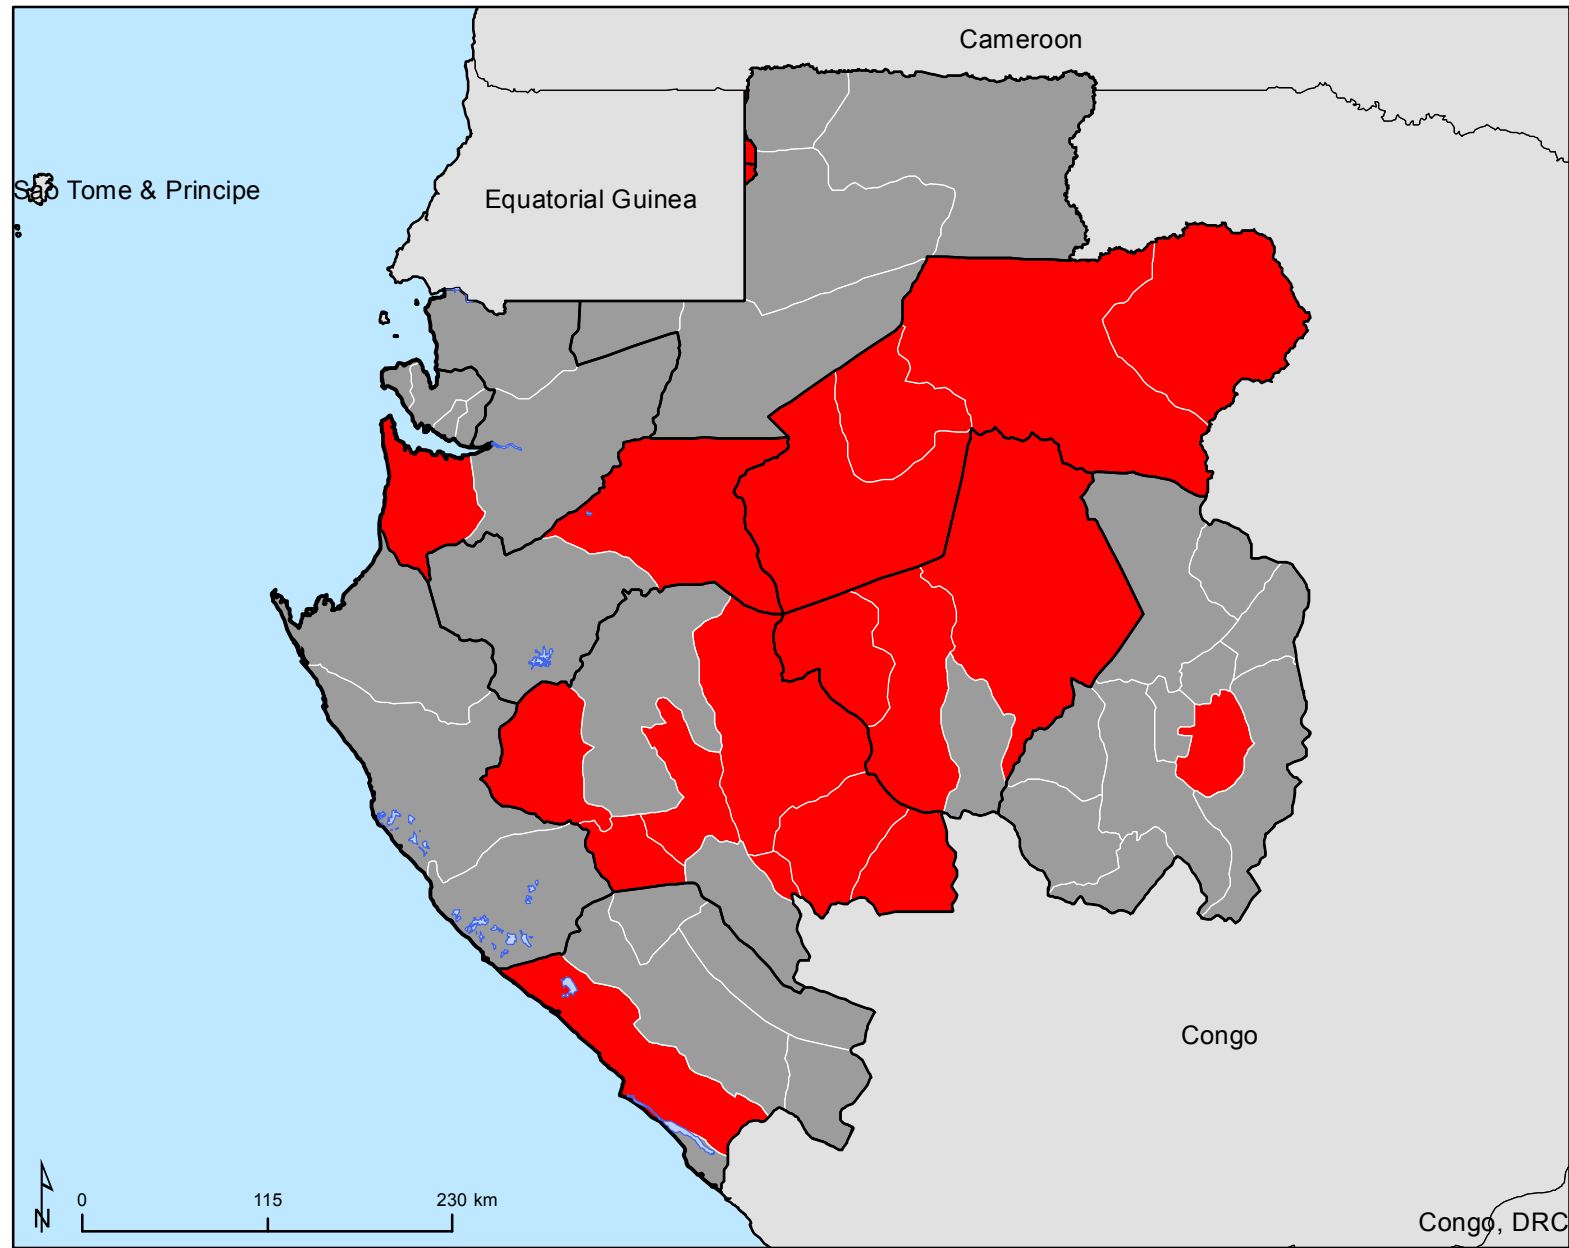 Cameroon
Sao Tome & Principe
Equatorial Guinea
Congo
N
0 115 230 km
Congo, DRC